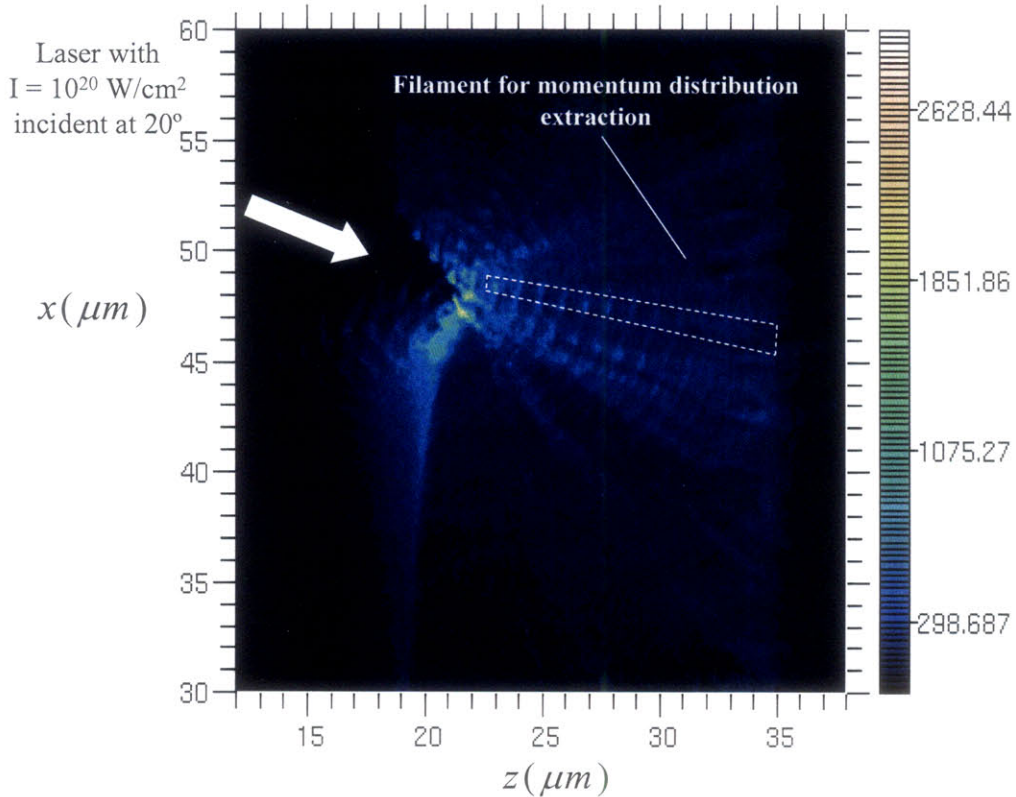 Laser with
I = 10²⁰ W/cm²
incident at 20º
Filament for momentum distribution
extraction
x(μm)
60
55
50
45
40
35
30
15
20
25
30
35
z(μm)
2628.44
1851.86
1075.27
298.687